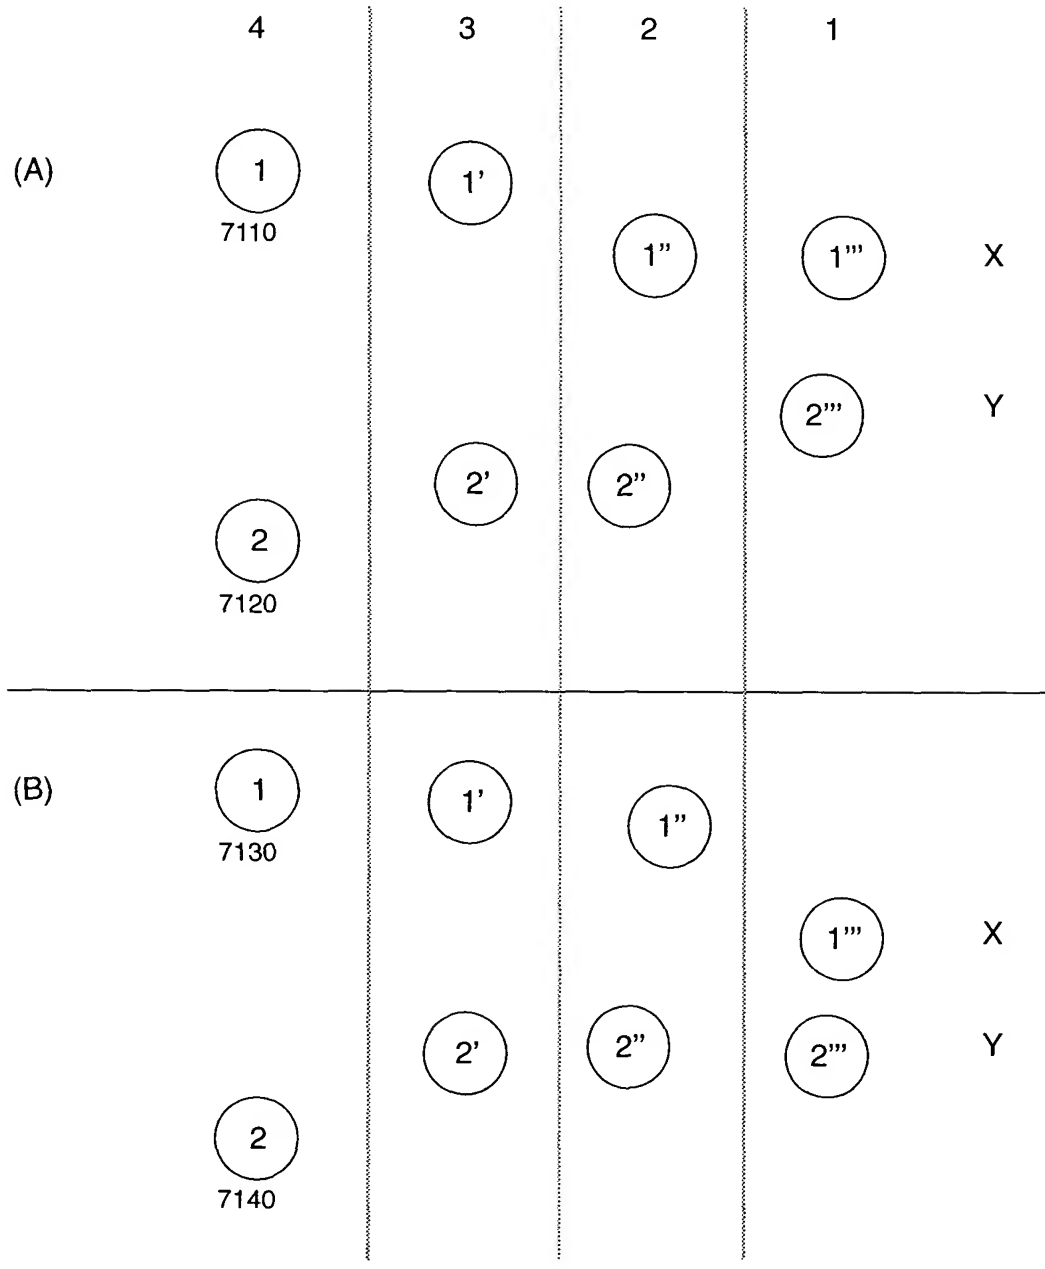 4 3 2 1
(A) 1 1’
7110
1” 1”’ X
2”’ Y
2’ 2”
2
7120
(B) 1 1’ 1”
7130
1”’ X
2’ 2” 2”’ Y
2
7140